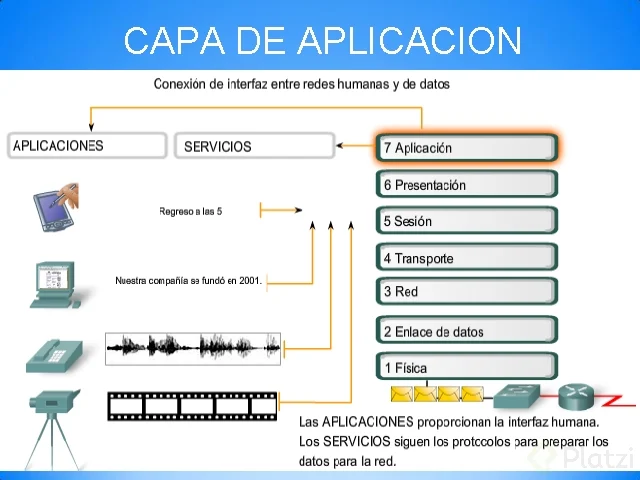 CAPA DE APLICACION
Conexión de interfaz entre redes humanas y de datos
APLICACIONES
SERVICIOS
7 Aplicación
6 Presentación
Regreso a las 5
5 Sesión
4 Transporte
Nuestra compañía se fundó en 2001.
3 Red
2 Enlace de datos
1 Física
Las APLICACIONES proporcionan la interfaz humana.
Los SERVICIOS siguen los protocolos para preparar los
datos para la red.
Platzi